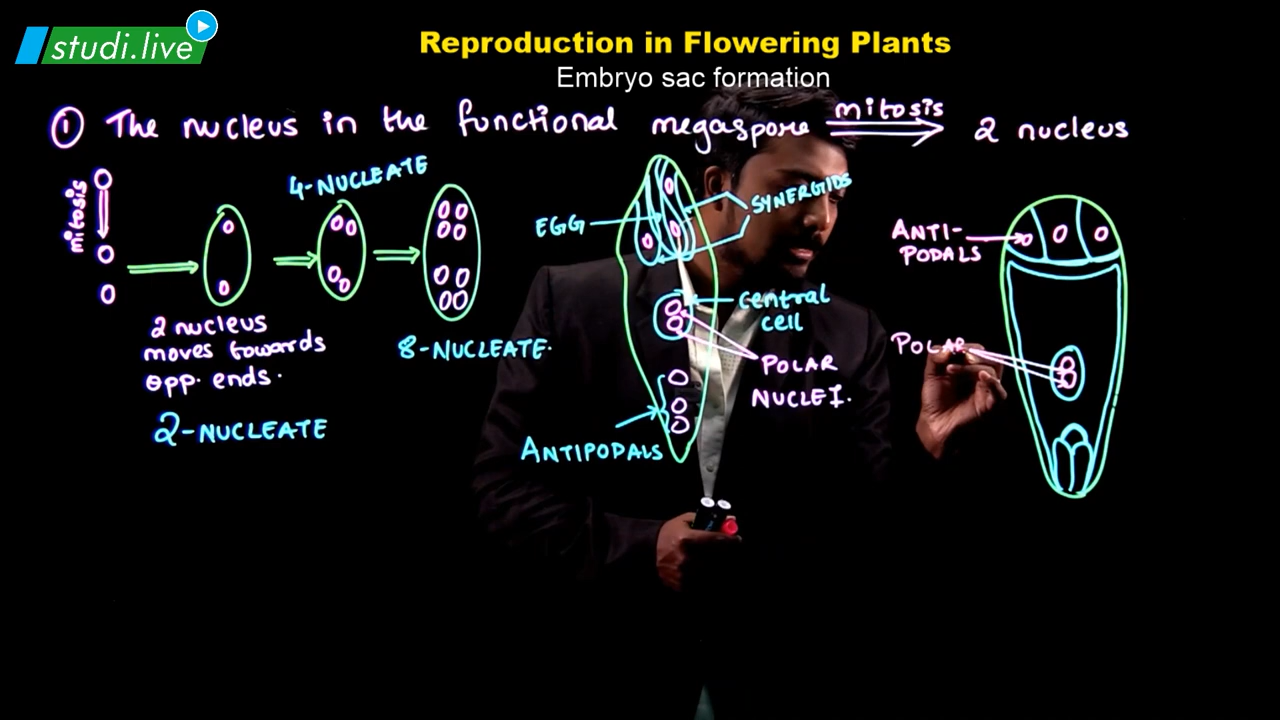 studi.live
Reproduction in Flowering Plants
Embryo sac formation
1 The nucleus in the functional megaspore mitosis 2 nucleus
mitosis
4-NUCLEATE
2 nucleus
moves towards
opp. ends.
2-NUCLEATE
8-NUCLEATE.
EGG
SYNERGIDS
central
cell
POLAR
NUCLEI.
ANTIPODALS
ANTI-
PODALS
POLAR